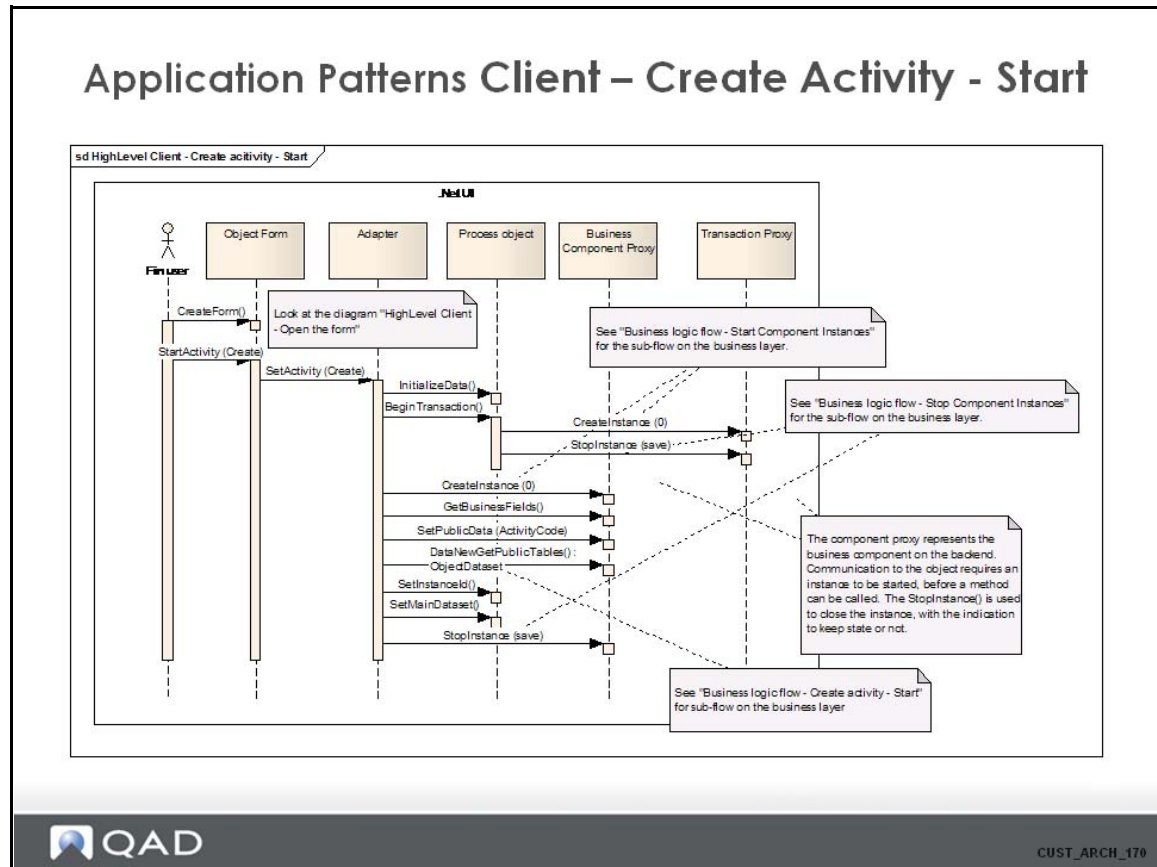 Application Patterns Client – Create Activity - Start
sd HighLevel Client - Create acitivity - Start
.Net UI
Fin user
Object Form
Adapter
Process object
Business
Component Proxy
Transaction Proxy
CreateForm()
Look at the diagram "HighLevel Client
- Open the form"
See "Business logic flow - Start Component Instances"
for the sub-flow on the business layer.
StartActivity (Create)
SetActivity (Create)
InitializeData()
See "Business logic flow - Stop Component Instances"
for the sub-flow on the business layer.
BeginTransaction()
CreateInstance (0)
StopInstance (save)
CreateInstance (0)
GetBusinessFields()
SetPublicData (ActivityCode)
DataNewGetPublicTables() :
ObjectDataset
The component proxy represents the
business component on the backend.
Communication to the object requires an
instance to be started, before a method
can be called. The StopInstance() is used
to close the instance, with the indication
to keep state or not.
SetInstanceId()
SetMainDataset()
StopInstance (save)
See "Business logic flow - Create activity - Start"
for sub-flow on the business layer
QAD
CUST_ARCH_170